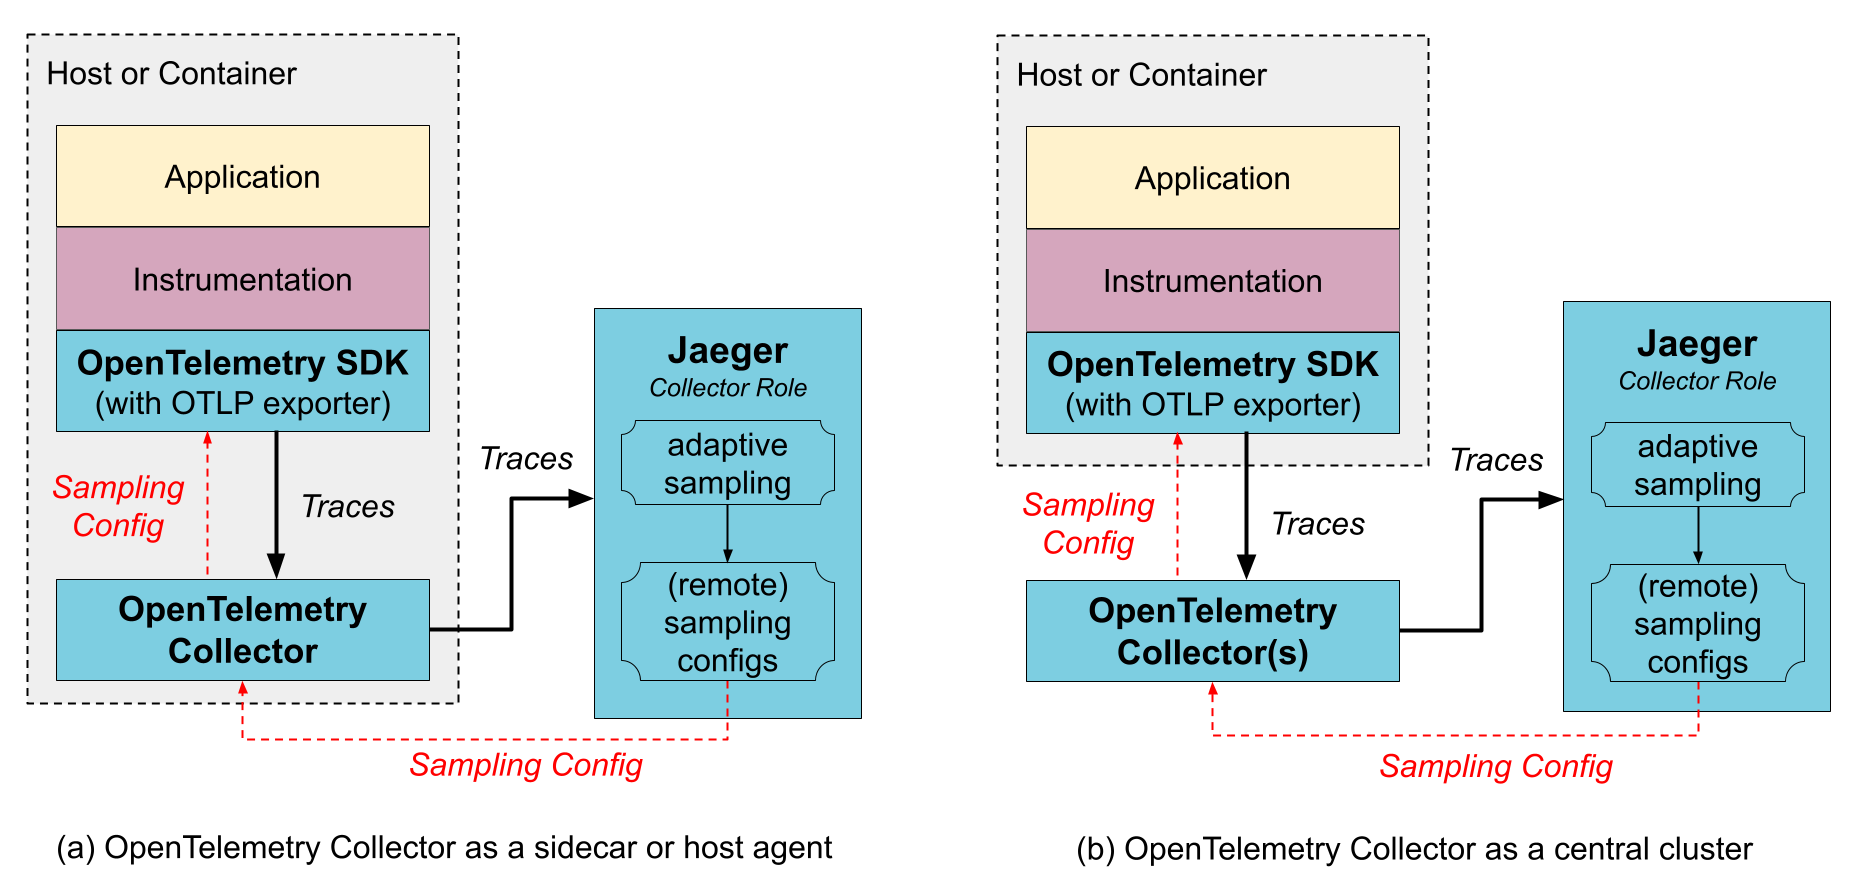 Host or Container
Application
Instrumentation
OpenTelemetry SDK
(with OTLP exporter)
Sampling
Config
Traces
OpenTelemetry
Collector
Traces
Jaeger
Collector Role
adaptive
sampling
(remote)
sampling
configs
Sampling Config
(a) OpenTelemetry Collector as a sidecar or host agent
Host or Container
Application
Instrumentation
OpenTelemetry SDK
(with OTLP exporter)
Sampling
Config
Traces
OpenTelemetry
Collector(s)
Traces
Jaeger
Collector Role
adaptive
sampling
(remote)
sampling
configs
Sampling Config
(b) OpenTelemetry Collector as a central cluster